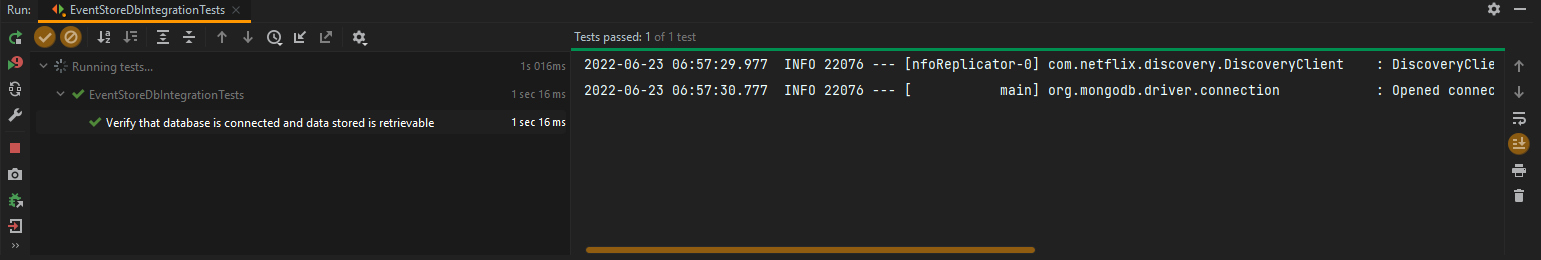 Run: EventStoreDbIntegrationTests
Tests passed: 1 of 1 test
Running tests... 1s 016ms
EventStoreDbIntegrationTests 1 sec 16 ms
Verify that database is connected and data stored is retrievable 1 sec 16 ms
2022-06-23 06:57:29.977  INFO 22076 --- [nfoReplicator-0] com.netflix.discovery.DiscoveryClient    : DiscoveryClie
2022-06-23 06:57:30.777  INFO 22076 --- [           main] org.mongodb.driver.connection            : Opened connec